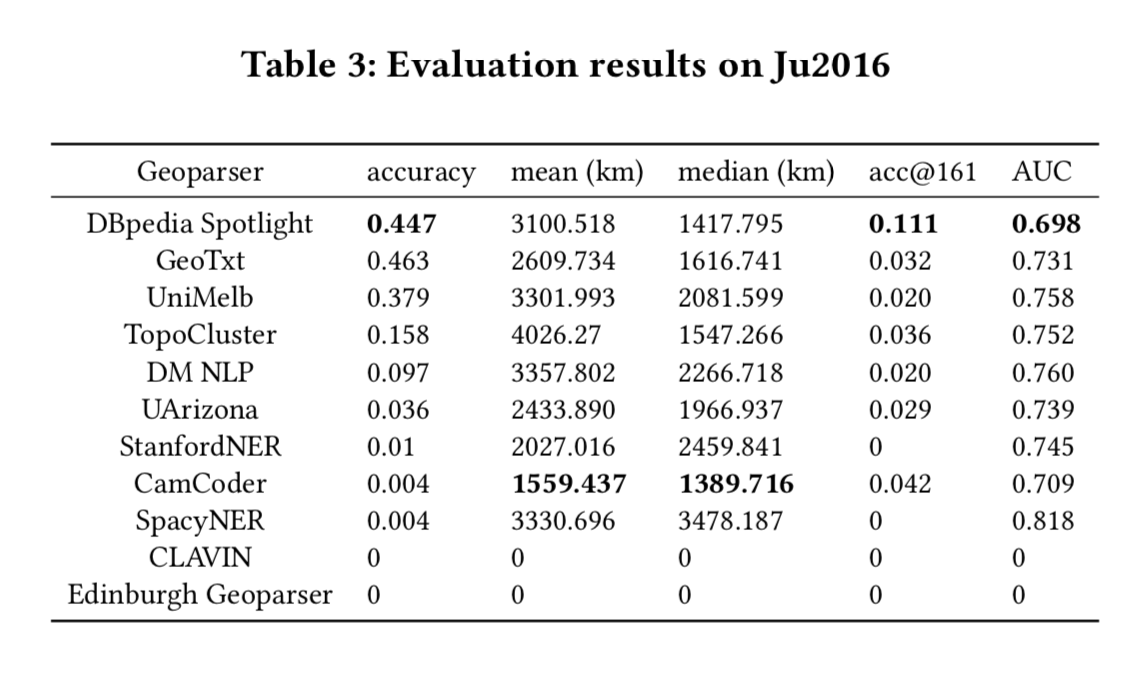 Table 3: Evaluation results on Ju2016
Geoparser accuracy mean (km) median (km) acc@161 AUC
DBpedia Spotlight 0.447 3100.518 1417.795 0.111 0.698
GeoTxt 0.463 2609.734 1616.741 0.032 0.731
UniMelb 0.379 3301.993 2081.599 0.020 0.758
TopoCluster 0.158 4026.27 1547.266 0.036 0.752
DM NLP 0.097 3357.802 2266.718 0.020 0.760
UArizona 0.036 2433.890 1966.937 0.029 0.739
StanfordNER 0.01 2027.016 2459.841 0 0.745
CamCoder 0.004 1559.437 1389.716 0.042 0.709
SpacyNER 0.004 3330.696 3478.187 0 0.818
CLAVIN 0 0 0 0 0
Edinburgh Geoparser 0 0 0 0 0